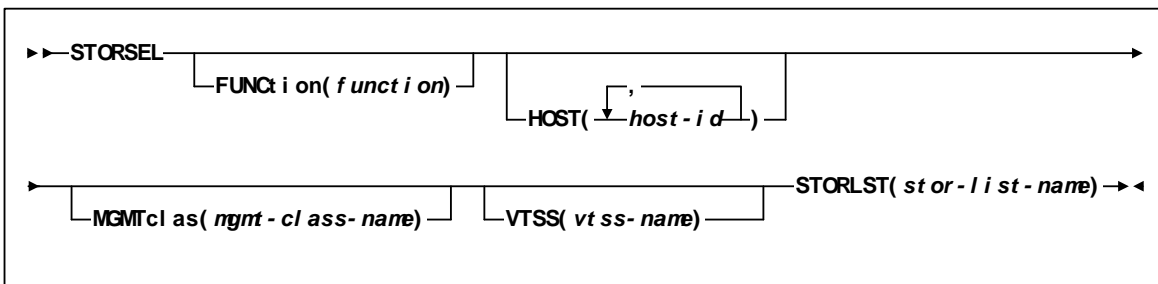 STORSEL
FUNCtion(function)
,
HOST( host-id )
STORLST(stor-list-name)
MGMTclas(mgmt-class-name)
VTSS(vtss-name)